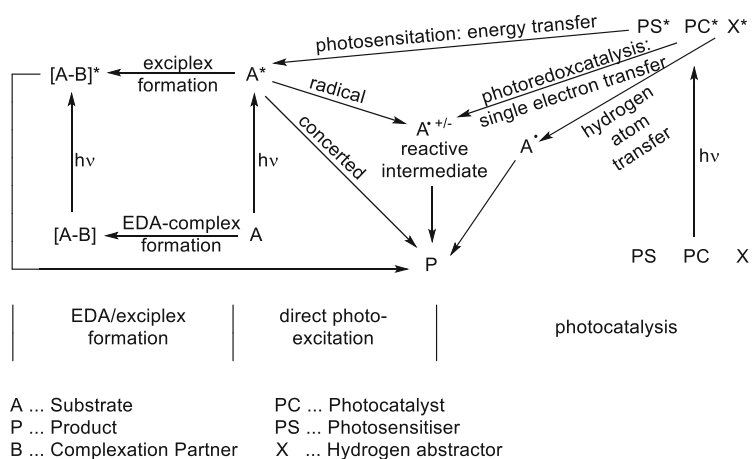 PS* PC* X*
photosensitation: energy transfer
exciplex
formation
[A-B]*
A*
radical
photoredoxcatalysis:
single electron transfer
hydrogen
atom
transfer
concerted
A• +/-
reactive
intermediate
A•
hν
hν
hν
EDA-complex
formation
[A-B]
A
P
PS PC X
EDA/exciplex
formation
direct photo-
excitation
photocatalysis
A ... Substrate
P ... Product
B ... Complexation Partner
PC ... Photocatalyst
PS ... Photosensitiser
X ... Hydrogen abstractor